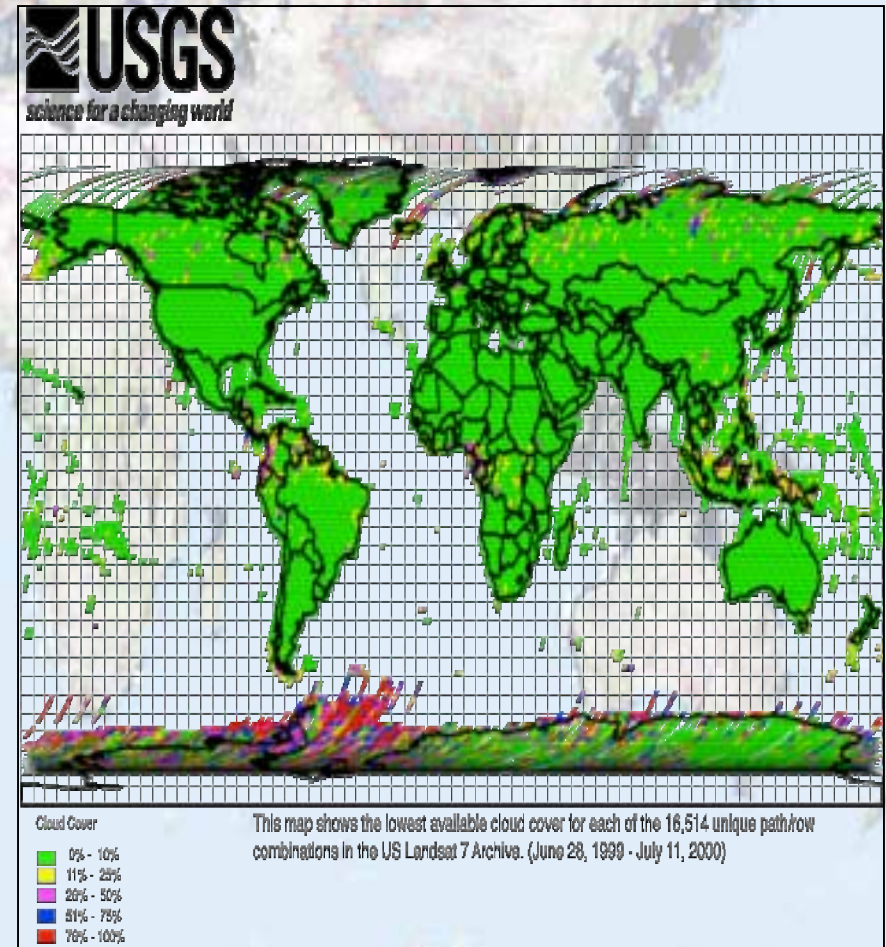 USGS
science for a changing world
Cloud Cover
0% - 10%
11% - 25%
26% - 50%
51% - 75%
76% - 100%
This map shows the lowest available cloud cover for each of the 16,514 unique path/row
combinations in the US Landsat 7 Archive. (June 28, 1999 - July 11, 2000)